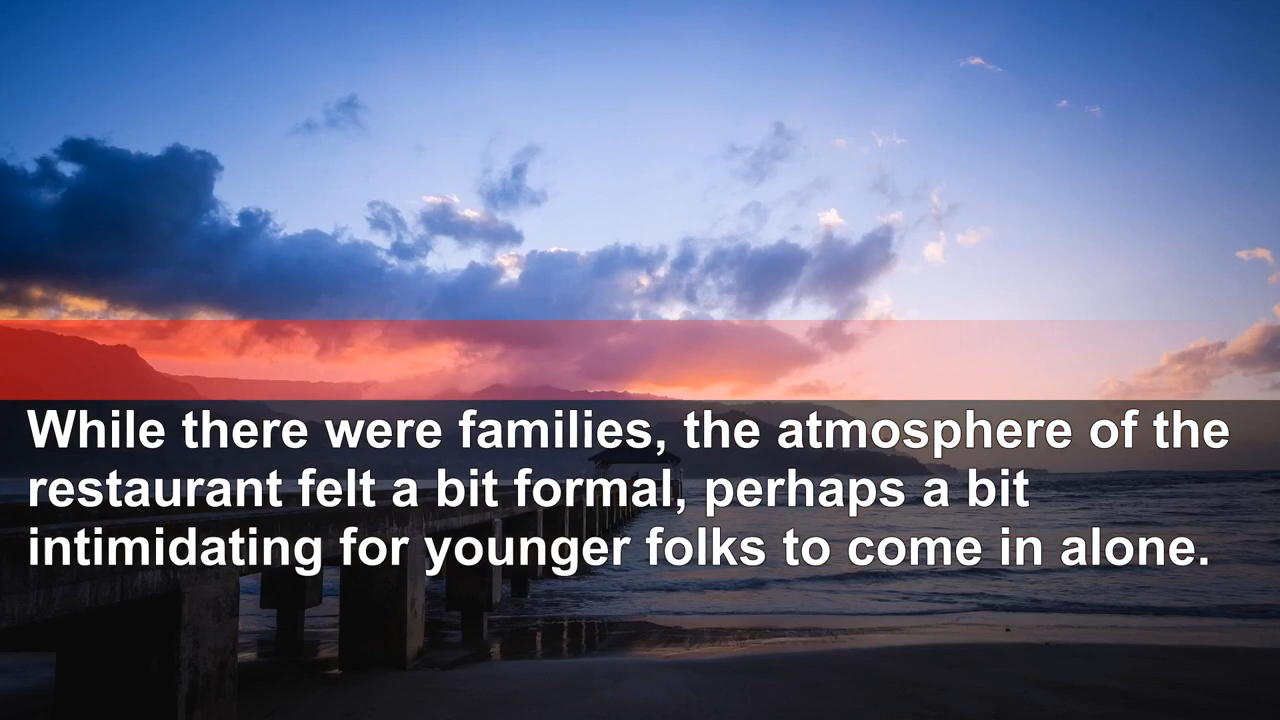 While there were families, the atmosphere of the
restaurant felt a bit formal, perhaps a bit
intimidating for younger folks to come in alone.